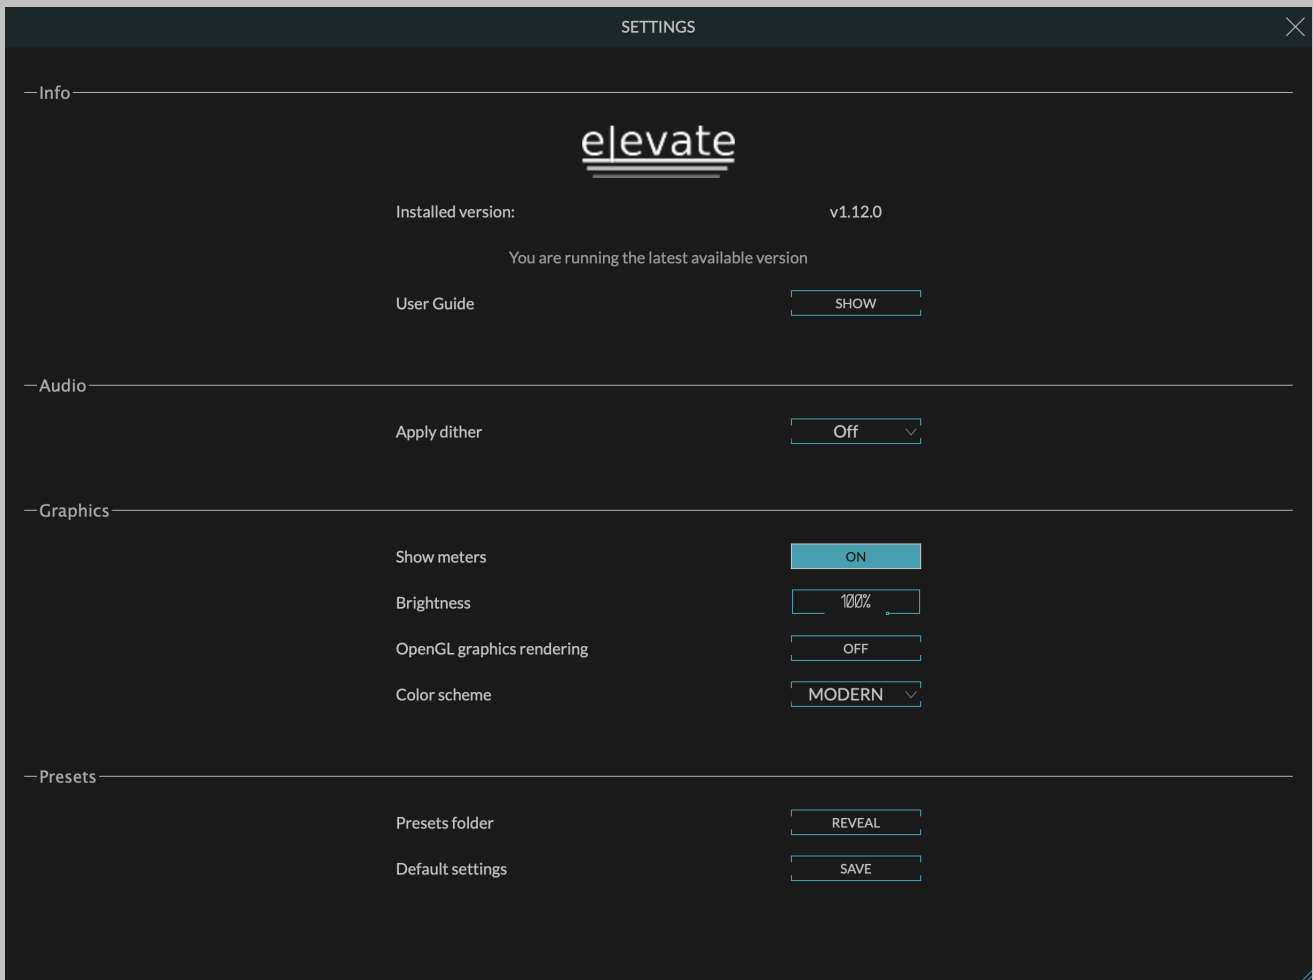 SETTINGS
Info
elevate
Installed version: v1.12.0
You are running the latest available version
User Guide SHOW
Audio
Apply dither Off
Graphics
Show meters ON
Brightness 100%
OpenGL graphics rendering OFF
Color scheme MODERN
Presets
Presets folder REVEAL
Default settings SAVE